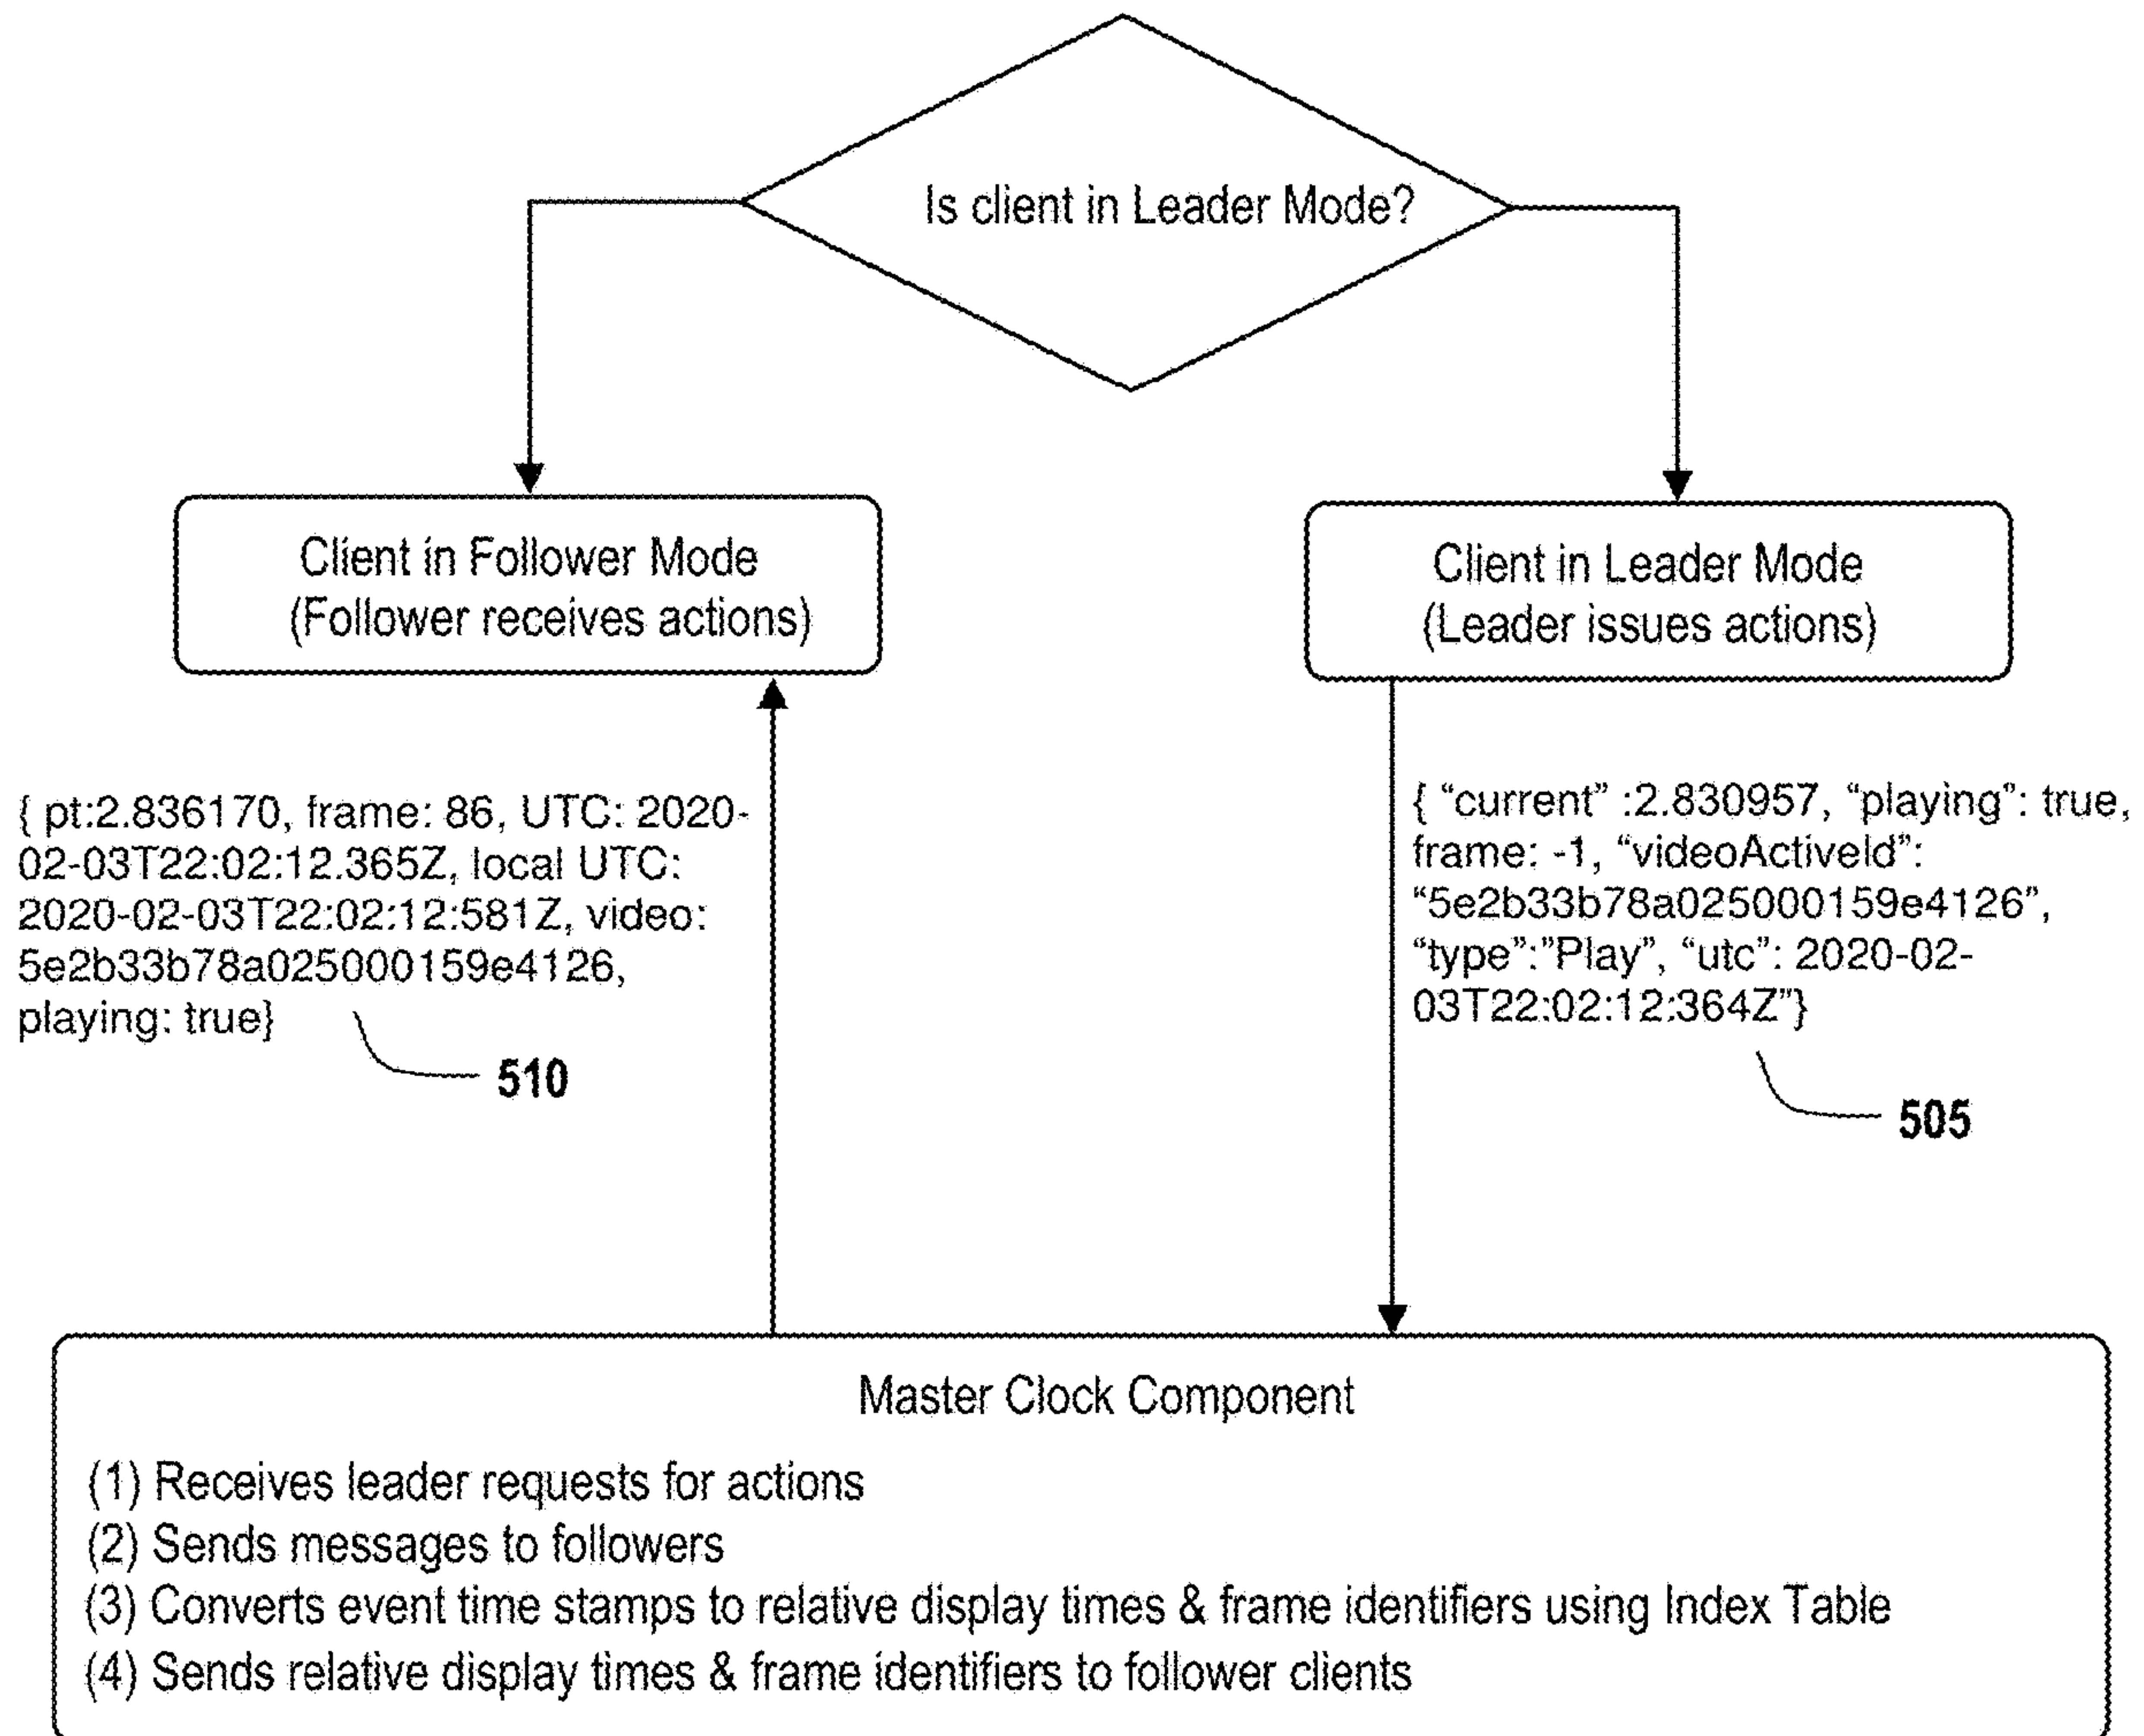 Is client in Leader Mode?
Client in Follower Mode
(Follower receives actions)
Client in Leader Mode
(Leader issues actions)
{ pt:2.836170, frame: 86, UTC: 2020-
02-03T22:02:12.365Z, local UTC:
2020-02-03T22:02:12:581Z, video:
5e2b33b78a025000159e4126,
playing: true}
510
{ “current” :2.830957, “playing”: true,
frame: -1, “videoActiveId”:
“5e2b33b78a025000159e4126”,
“type”:”Play”, “utc”: 2020-02-
03T22:02:12:364Z”}
505
Master Clock Component
(1) Receives leader requests for actions
(2) Sends messages to followers
(3) Converts event time stamps to relative display times & frame identifiers using Index Table
(4) Sends relative display times & frame identifiers to follower clients